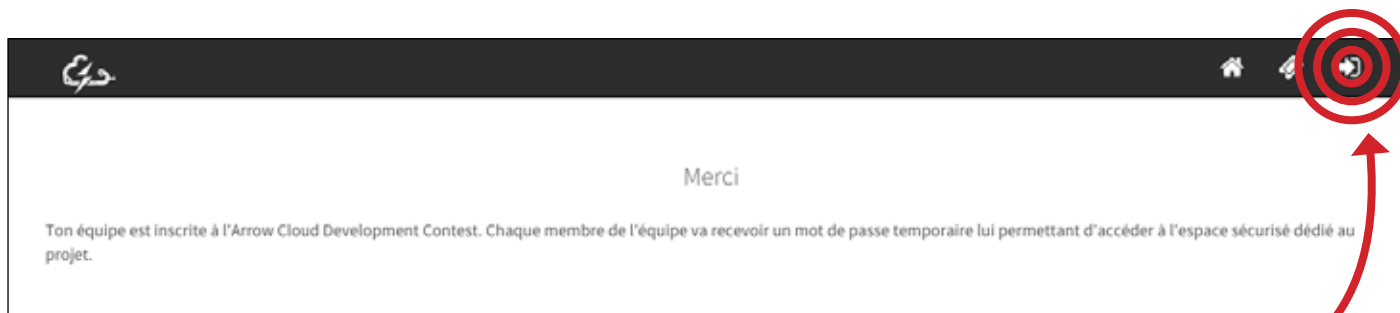 Merci
Ton équipe est inscrite à l'Arrow Cloud Development Contest. Chaque membre de l'équipe va recevoir un mot de passe temporaire lui permettant d'accéder à l'espace sécurisé dédié au
projet.